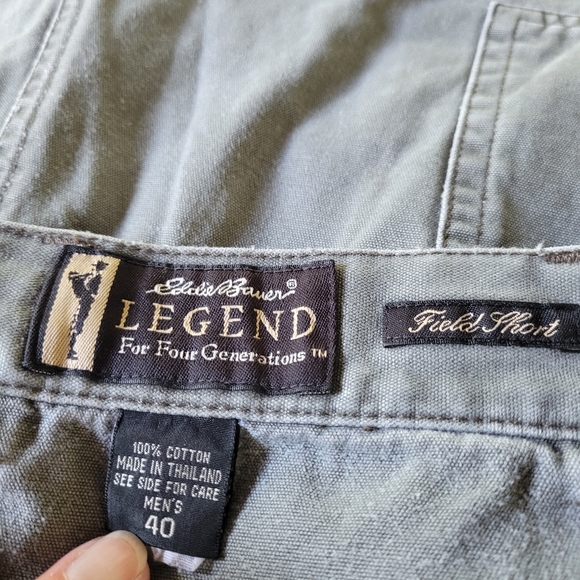 Eddie Bauer®
LEGEND
For Four Generations™
Field Short
100% COTTON
MADE IN THAILAND
SEE SIDE FOR CARE
MEN'S
40